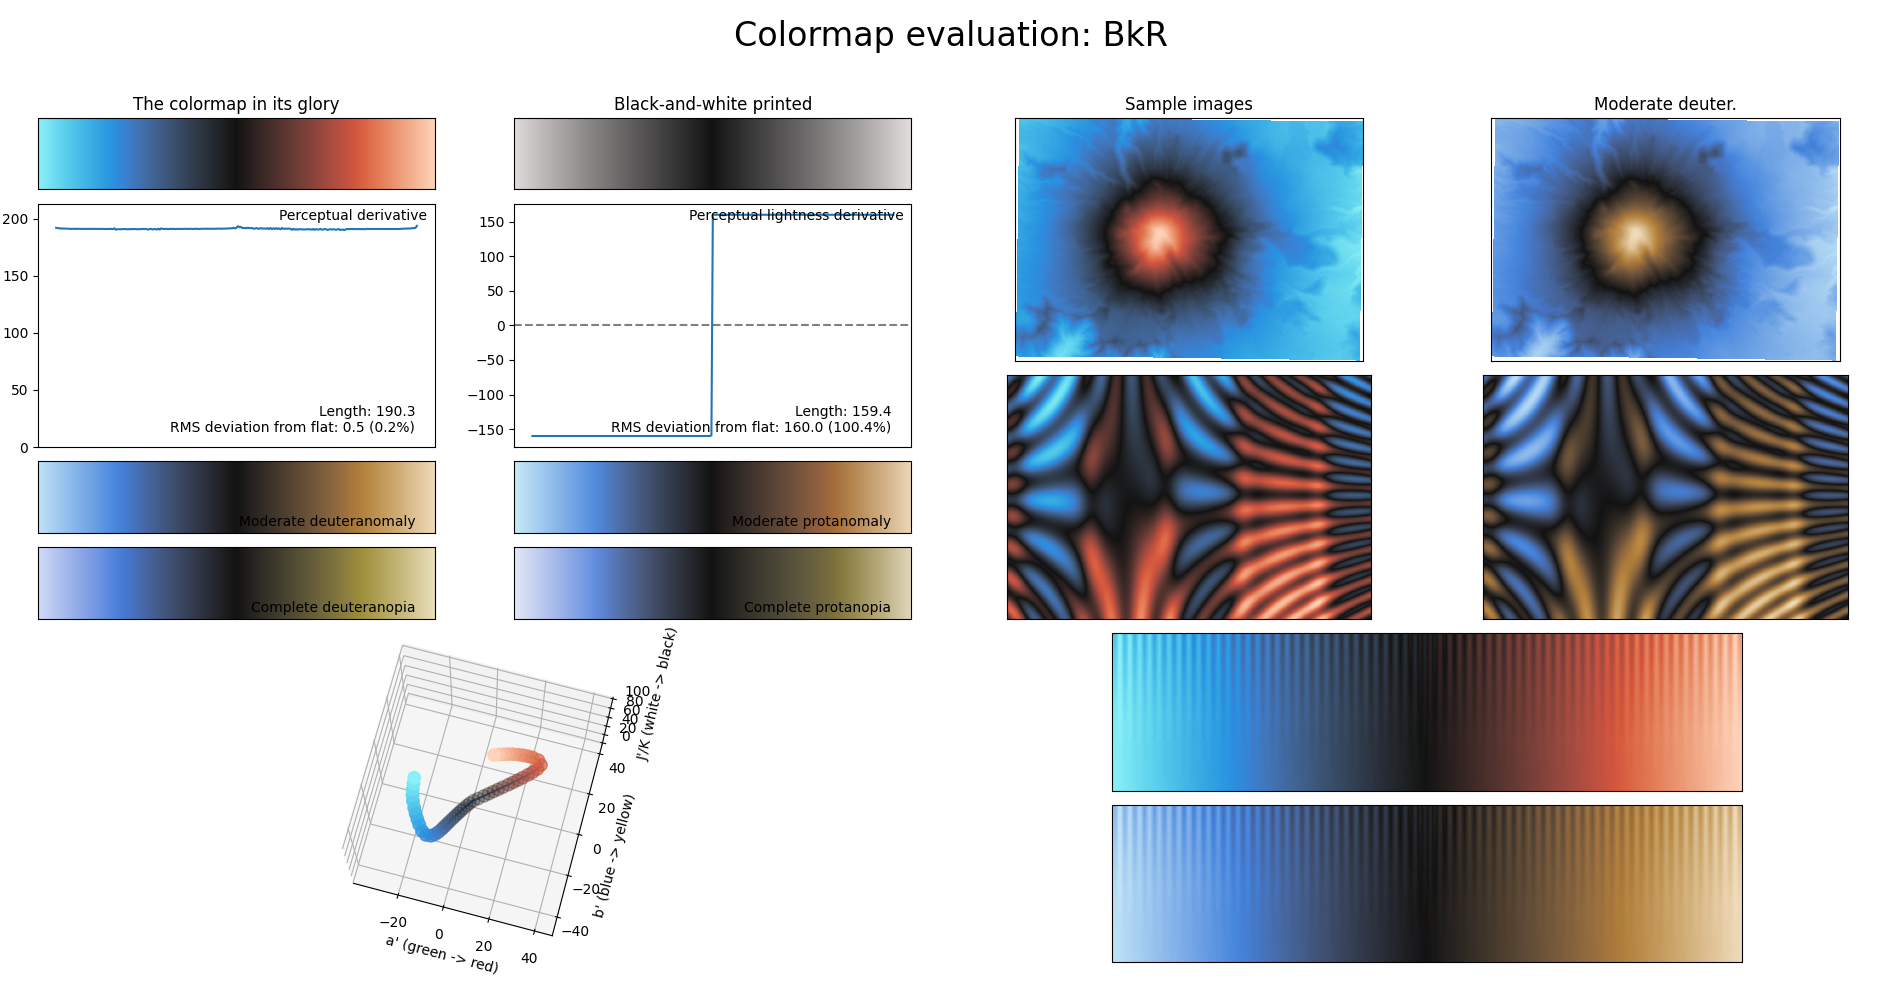 Colormap evaluation: BkR
The colormap in its glory
Black-and-white printed
Sample images
Moderate deuter.
Perceptual derivative
200
150
100
50
0
Length: 190.3
RMS deviation from flat: 0.5 (0.2%)
Perceptual lightness derivative
150
100
50
0
−50
−100
−150
Length: 159.4
RMS deviation from flat: 160.0 (100.4%)
Moderate deuteranomaly
Moderate protanomaly
Complete deuteranopia
Complete protanopia
J'/K (white -> black)
100
80
60
40
20
0
40
20
0
−20
−40
b' (blue -> yellow)
−20
0
20
40
a' (green -> red)